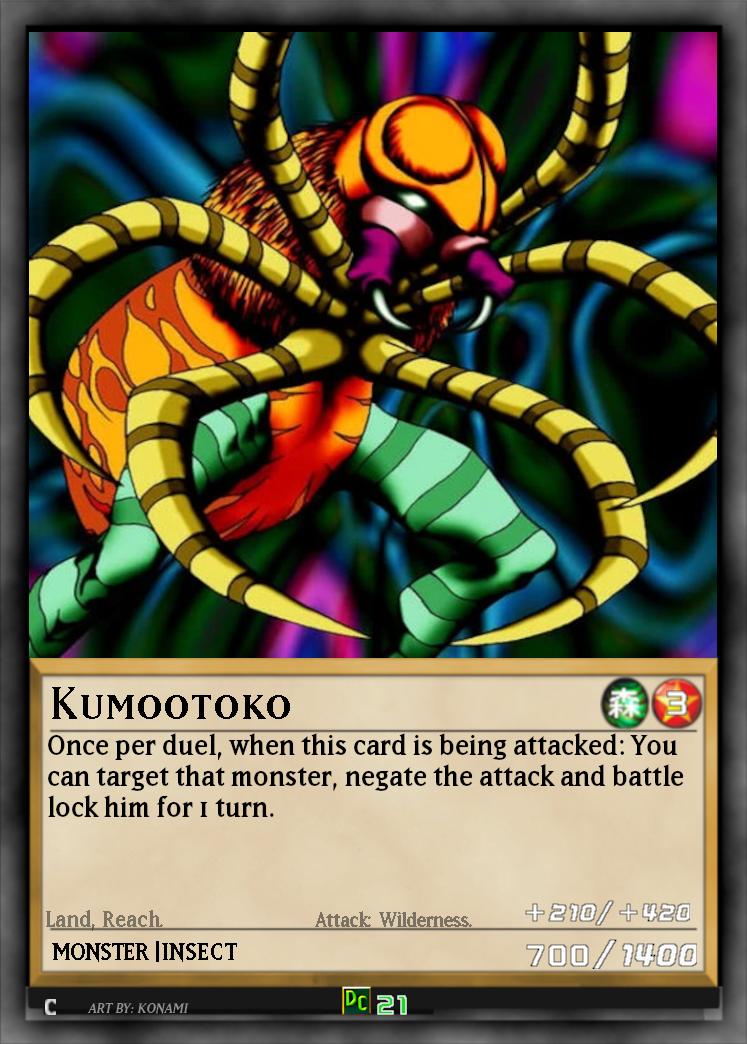 Kumootoko
森 3
Once per duel, when this card is being attacked: You
can target that monster, negate the attack and battle
lock him for 1 turn.
Land, Reach. Attack: Wilderness. +210/+420
MONSTER |INSECT 700/1400
C ART BY: KONAMI DC 21